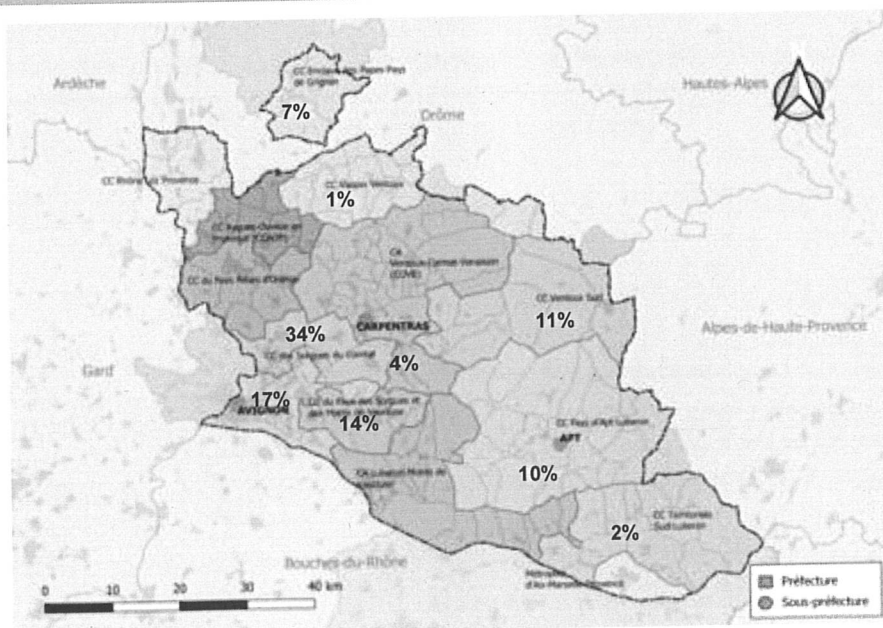 Ardèche
CC Enclave des Papes Pays
de Grignan
Hautes-Alpes
7%
Drôme
CC Rhône Lez Provence
CC Vaison Ventoux
1%
CC Aygues-Ouvèze en
Provence (CCAOP)
CA
Ventoux-Comtat-Venaissin
(COVE)
CC du Pays Réuni d'Orange
CC Ventoux Sud
11%
CARPENTRAS
34%
Alpes-de-Haute-Provence
CC des Sorgues du Comtat
4%
Gard
17%
AVIGNON
CC du Pays des Sorgues et
des Monts de Vaucluse
14%
CC Pays d'Apt Luberon
APT
CA Luberon Monts de
Vaucluse
10%
CC Territoriale
Sud Luberon
2%
Bouches-du-Rhône
Métropole
d'Aix-Marseille-Provence
0 10 20 30 40 km
Préfecture
Sous-préfecture